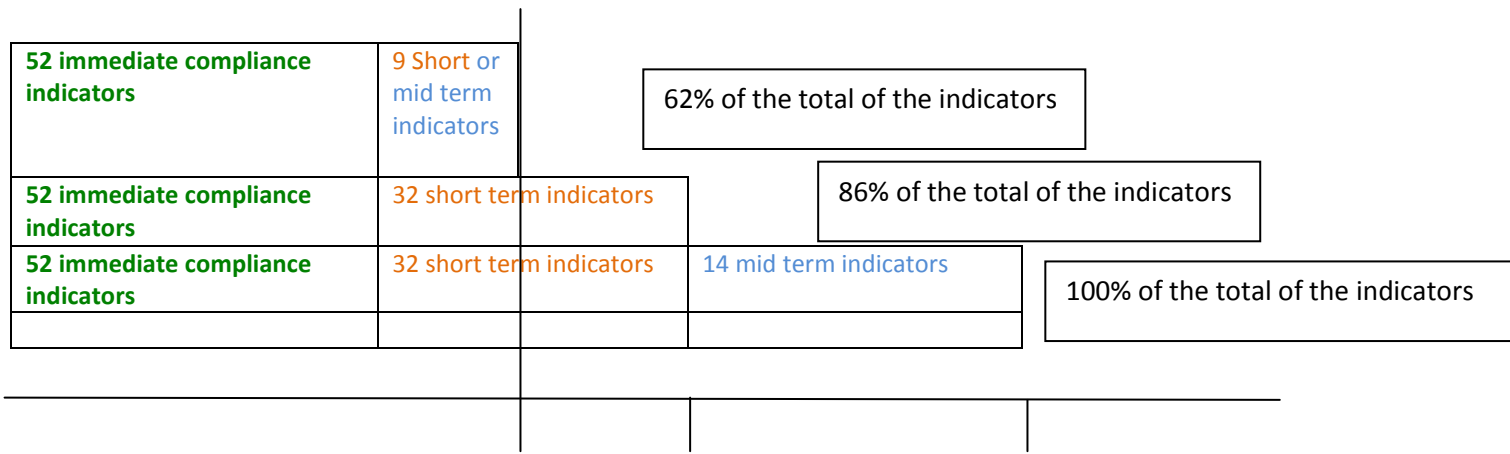 52 immediate compliance
indicators
9 Short or
mid term
indicators
62% of the total of the indicators
52 immediate compliance
indicators
32 short term indicators
86% of the total of the indicators
52 immediate compliance
indicators
32 short term indicators
14 mid term indicators
100% of the total of the indicators